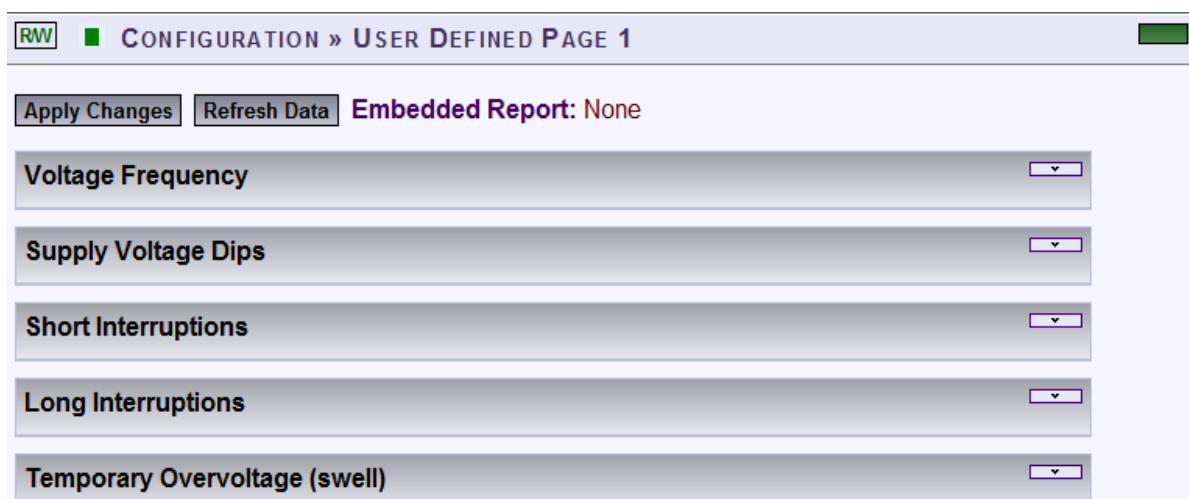 R/W CONFIGURATION » USER DEFINED PAGE 1
Apply Changes Refresh Data Embedded Report: None
Voltage Frequency
Supply Voltage Dips
Short Interruptions
Long Interruptions
Temporary Overvoltage (swell)